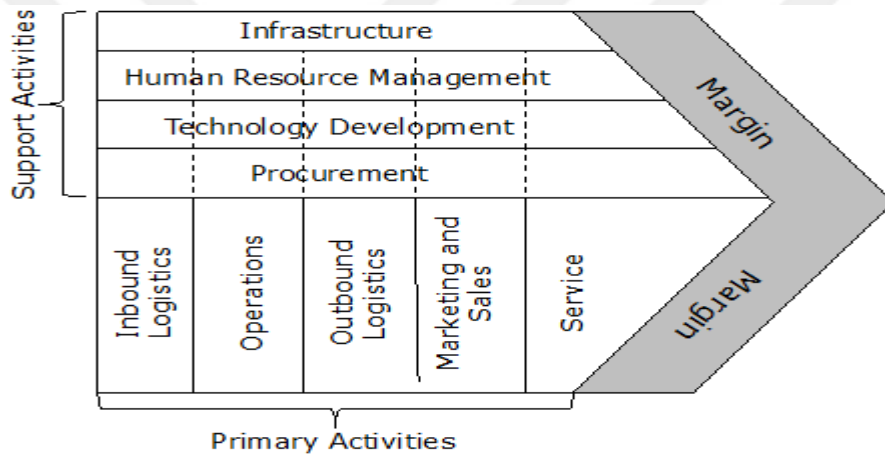 Support Activities
Infrastructure
Human Resource Management
Technology Development
Procurement
Margin
Inbound
Logistics
Operations
Outbound
Logistics
Marketing and
Sales
Service
Margin
Primary Activities